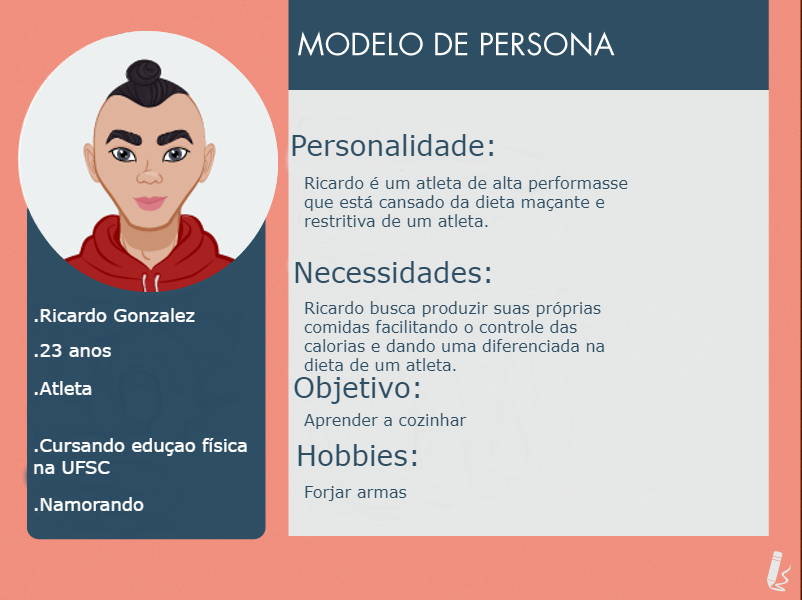 MODELO DE PERSONA
Personalidade:
Ricardo é um atleta de alta performasse
que está cansado da dieta maçante e
restritiva de um atleta.
Necessidades:
Ricardo busca produzir suas próprias
comidas facilitando o controle das
calorias e dando uma diferenciada na
dieta de um atleta.
Objetivo:
Aprender a cozinhar
Hobbies:
Forjar armas
.Ricardo Gonzalez
.23 anos
.Atleta
.Cursando eduçao física
na UFSC
.Namorando